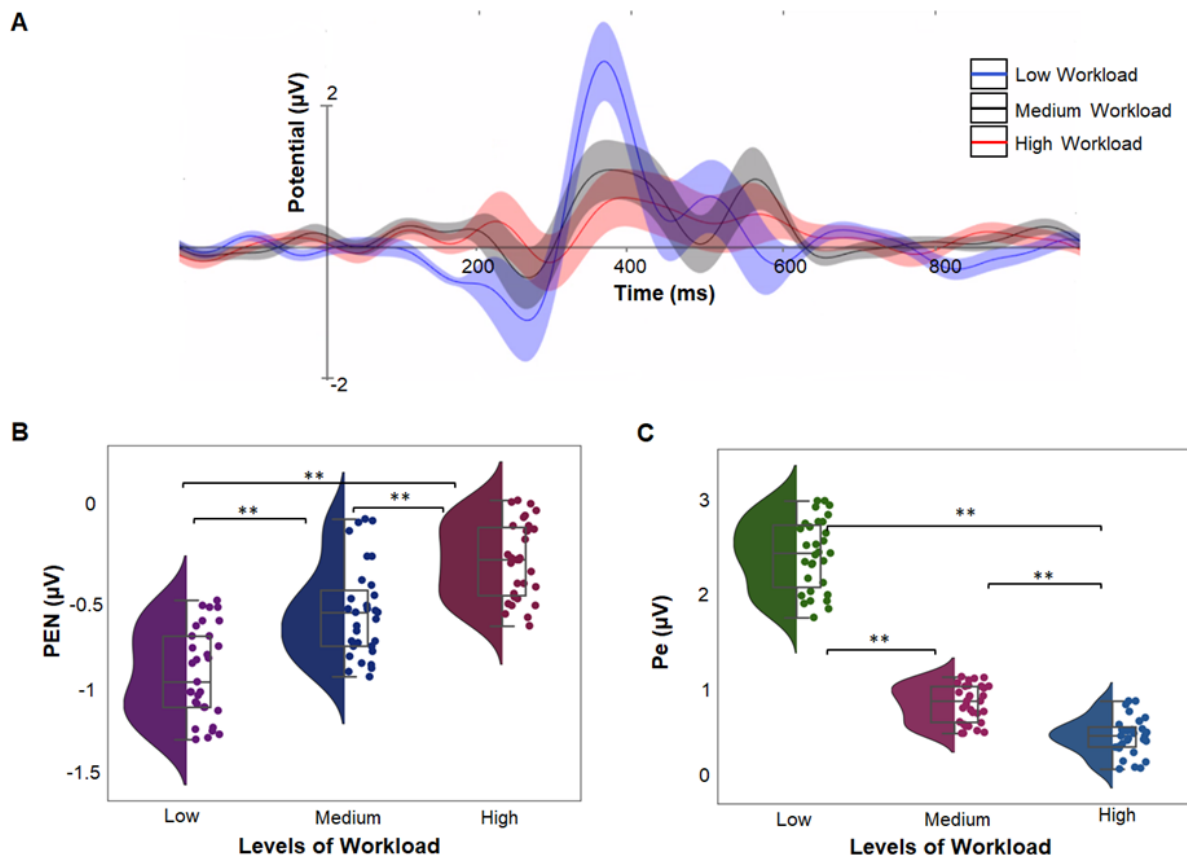 A
Potential (µV)
2
-2
200
400
600
800
Time (ms)
Low Workload
Medium Workload
High Workload
B
PEN (µV)
0
-0.5
-1
-1.5
**
**
**
Low
Medium
High
Levels of Workload
C
Pe (µV)
3
2
1
0
**
**
**
Low
Medium
High
Levels of Workload